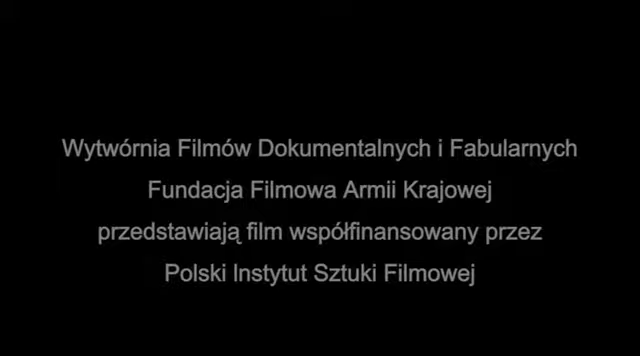 Wytwórnia Filmów Dokumentalnych i Fabularnych
Fundacja Filmowa Armii Krajowej
przedstawiają film współfinansowany przez
Polski Instytut Sztuki Filmowej